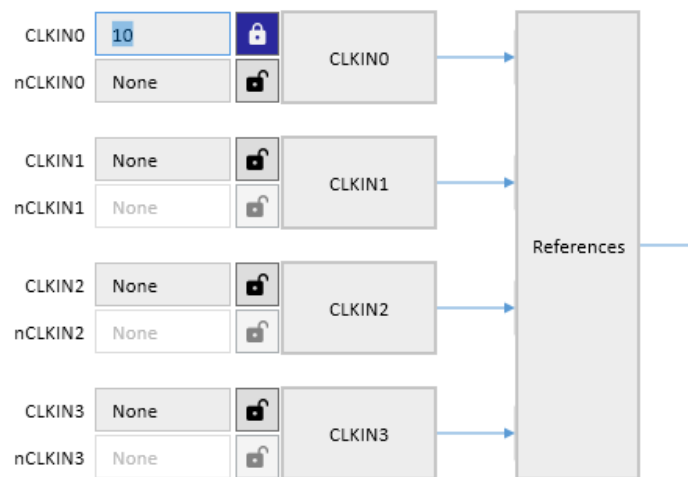 CLKIN0 10
CLKIN0
nCLKIN0 None
CLKIN1 None
CLKIN1
nCLKIN1 None
References
CLKIN2 None
CLKIN2
nCLKIN2 None
CLKIN3 None
CLKIN3
nCLKIN3 None